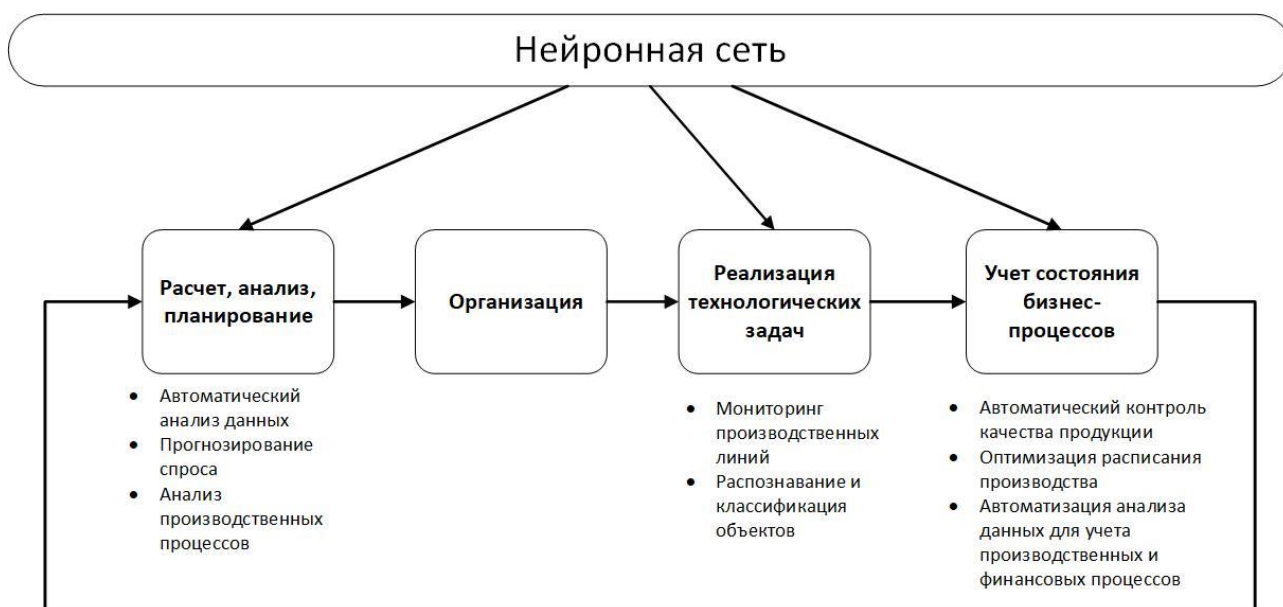 Нейронная сеть
Расчет, анализ,
планирование
Организация
Реализация
технологических
задач
Учет состояния
бизнес-
процессов
• Автоматический
анализ данных
• Прогнозирование
спроса
• Анализ
производственных
процессов
• Мониторинг
производственных
линий
• Распознавание и
классификация
объектов
• Автоматический контроль
качества продукции
• Оптимизация расписания
производства
• Автоматизация анализа
данных для учета
производственных и
финансовых процессов